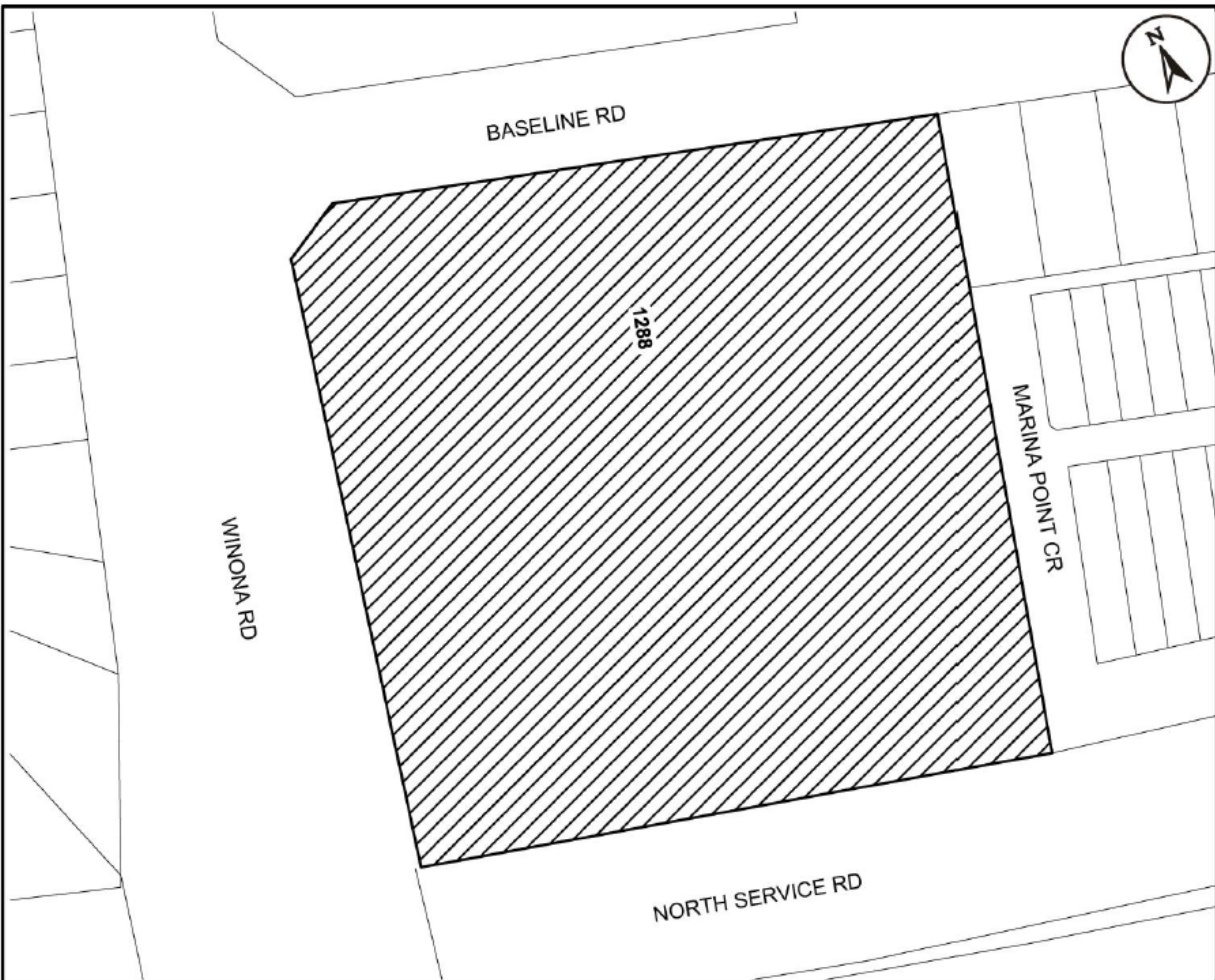 N
BASELINE RD
1288
MARINA POINT CR
WINONA RD
NORTH SERVICE RD